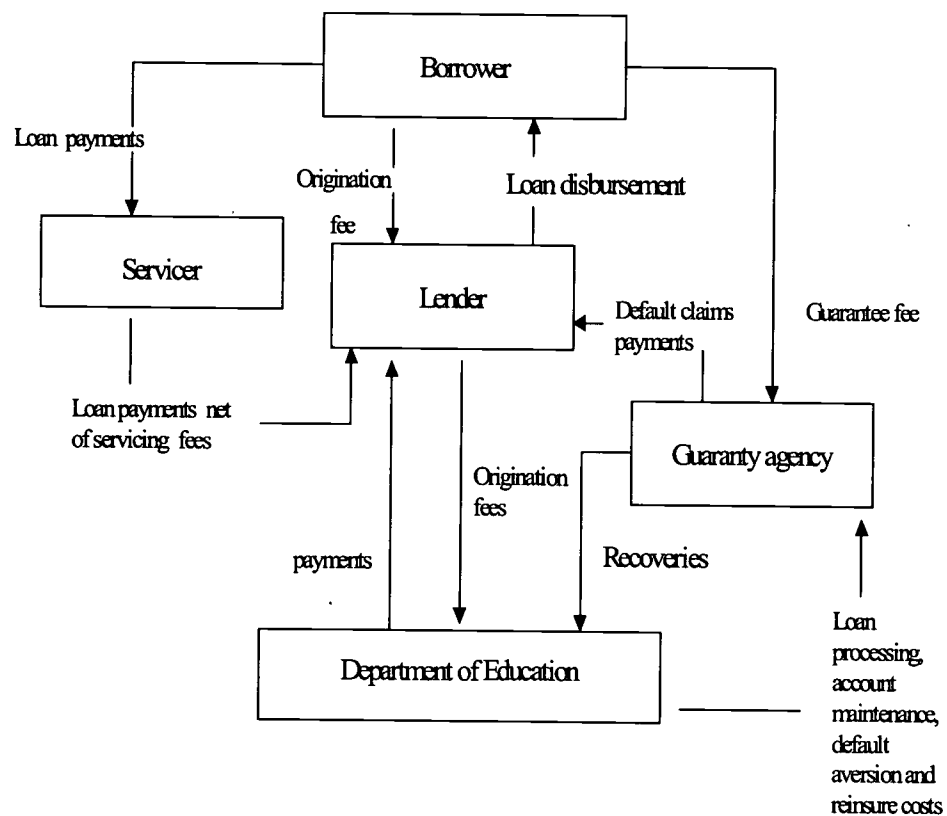 Borrower
Loan payments
Origination
fee
Loan disbursement
Servicer
Lender
Default claims
payments
Guarantee fee
Loan payments net
of servicing fees
Guaranty agency
Origination
fees
payments
Recoveries
Department of Education
Loan
processing,
account
maintenance,
default
aversion and
reinsure costs